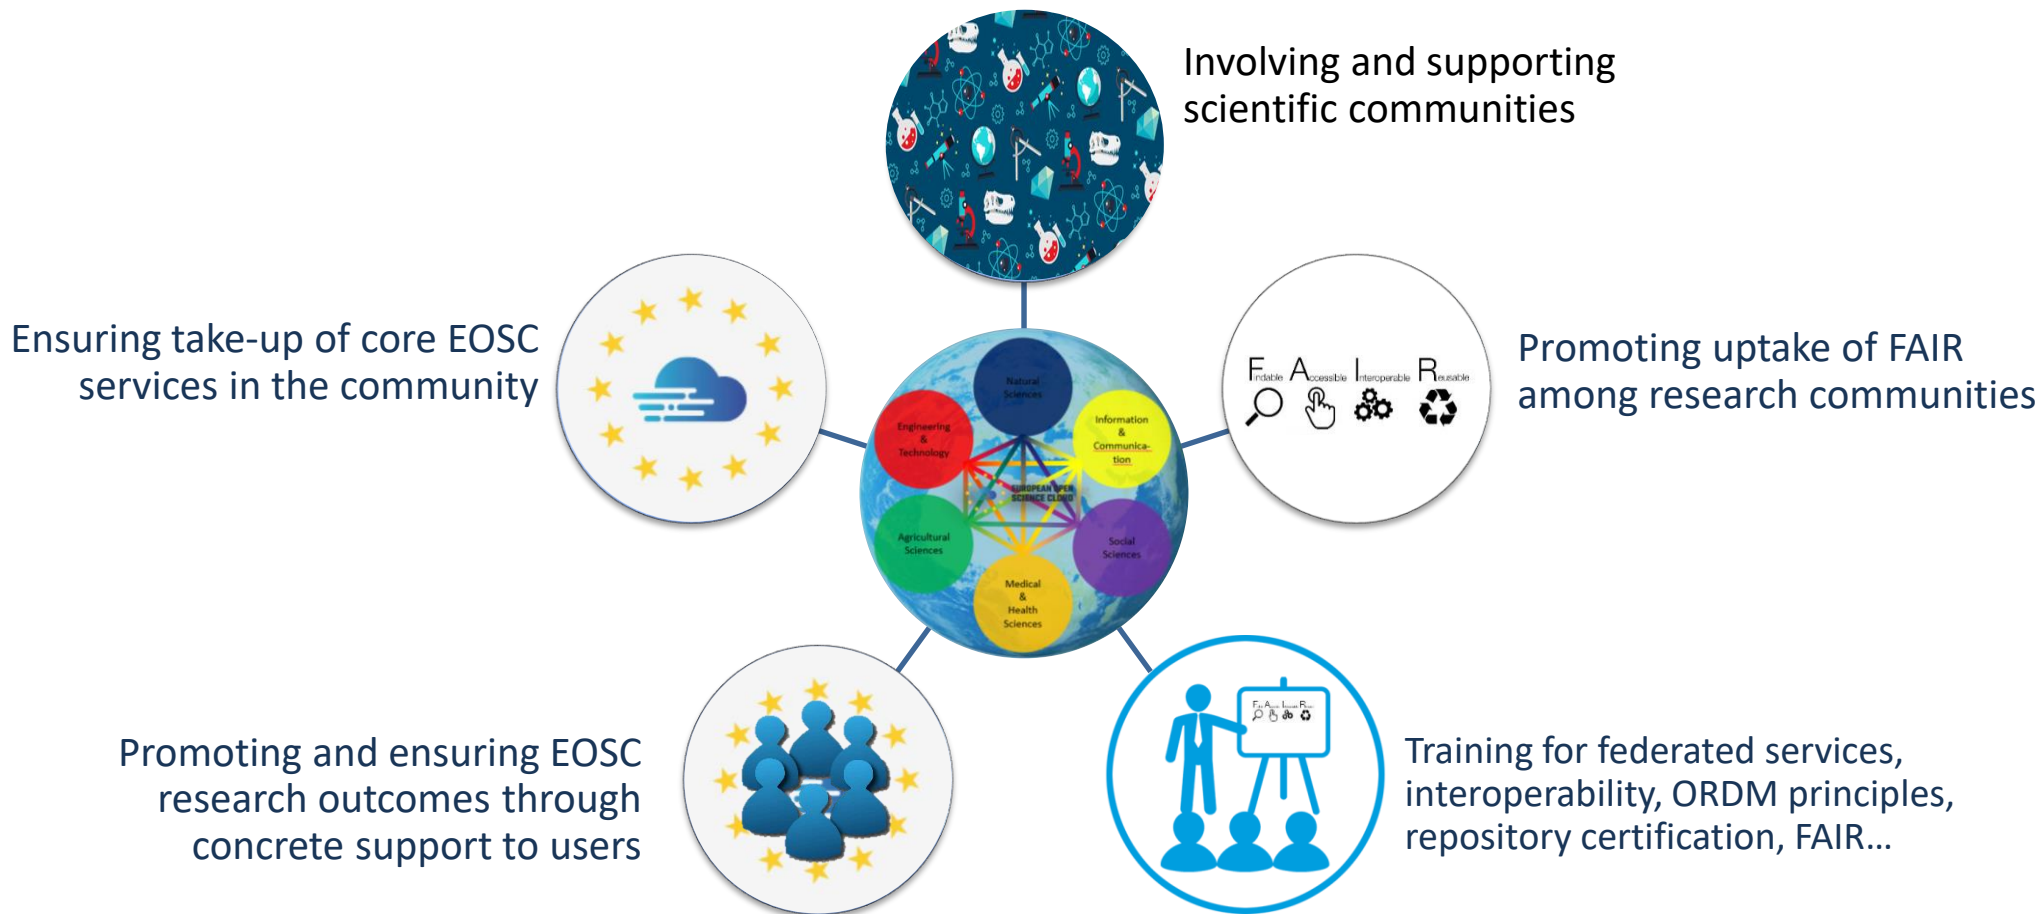 Involving and supporting
scientific communities
Ensuring take-up of core EOSC
services in the community
Findable Accessible Interoperable Reusable
Promoting uptake of FAIR
among research communities
Natural
Sciences
Engineering
&
Technology
Information
&
Communica-
tion
EUROPEAN OPEN
SCIENCE CLOUD
Agricultural
Sciences
Social
Sciences
Medical
&
Health
Sciences
Promoting and ensuring EOSC
research outcomes through
concrete support to users
Training for federated services,
interoperability, ORDM principles,
repository certification, FAIR…